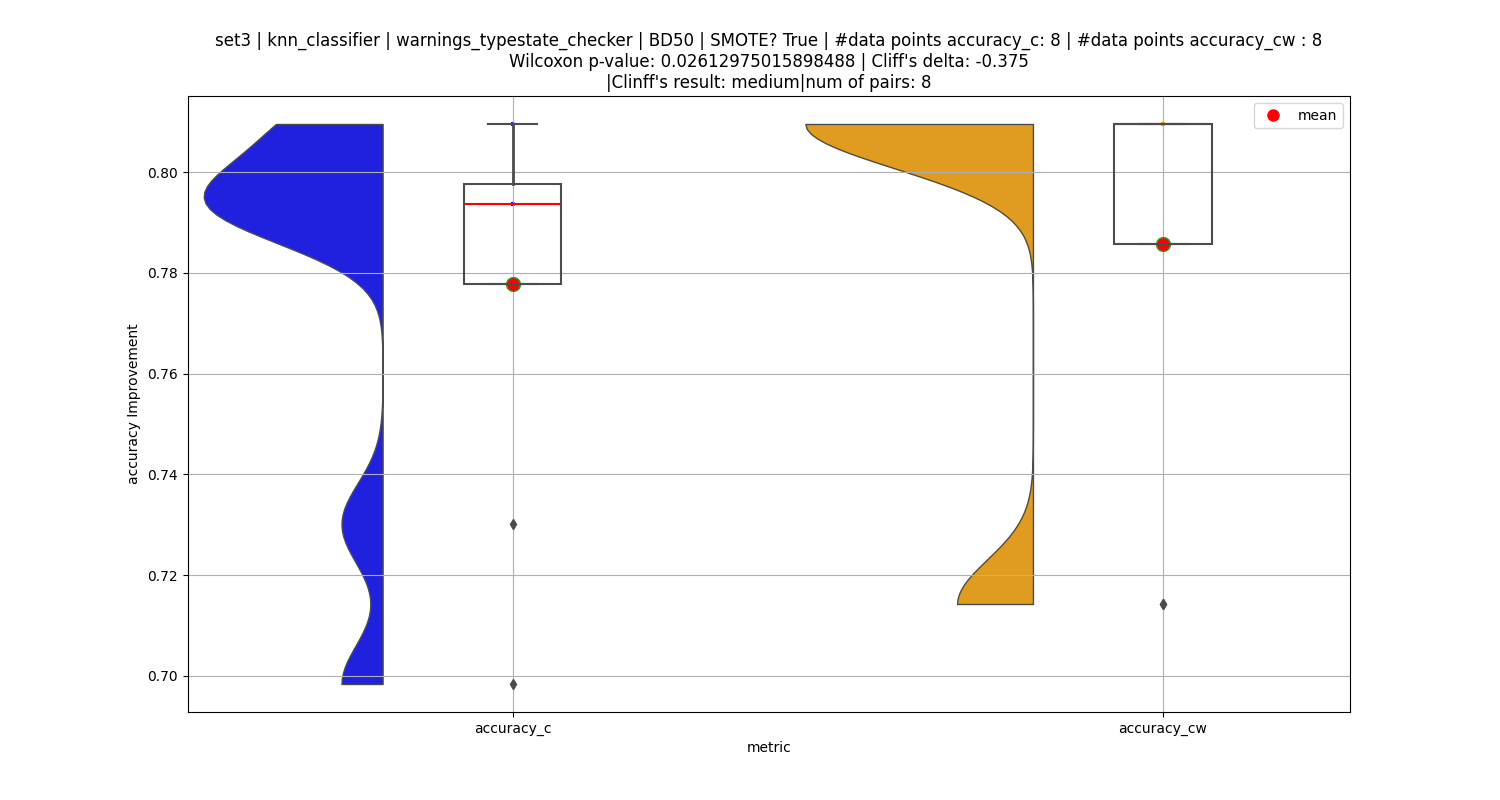 set3 | knn_classifier | warnings_typestate_checker | BD50 | SMOTE? True | #data points accuracy_c: 8 | #data points accuracy_cw : 8
Wilcoxon p-value: 0.02612975015898488 | Cliff's delta: -0.375
|Clinff's result: medium|num of pairs: 8
mean
0.80
0.78
0.76
0.74
0.72
0.70
accuracy Improvement
accuracy_c
accuracy_cw
metric